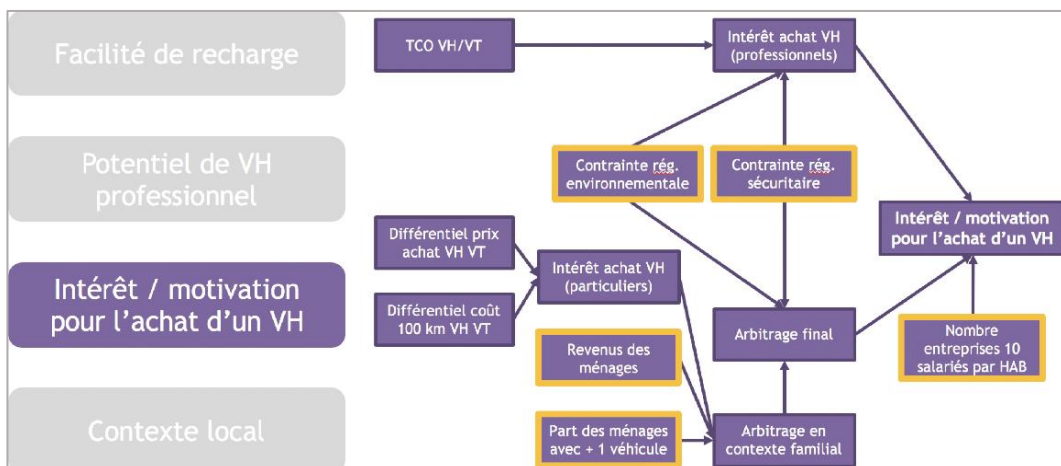 Facilité de recharge
Potentiel de VH
professionnel
Intérêt / motivation
pour l'achat d'un VH
Contexte local
TCO VH/VT
Intérêt achat VH
(professionnels)
Contrainte rég.
environnementale
Contrainte rég.
sécuritaire
Différentiel prix
achat VH VT
Intérêt achat VH
(particuliers)
Différentiel coût
100 km VH VT
Intérêt / motivation
pour l'achat d'un VH
Revenus des
ménages
Arbitrage final
Nombre
entreprises 10
salariés par HAB
Part des ménages
avec + 1 véhicule
Arbitrage en
contexte familial